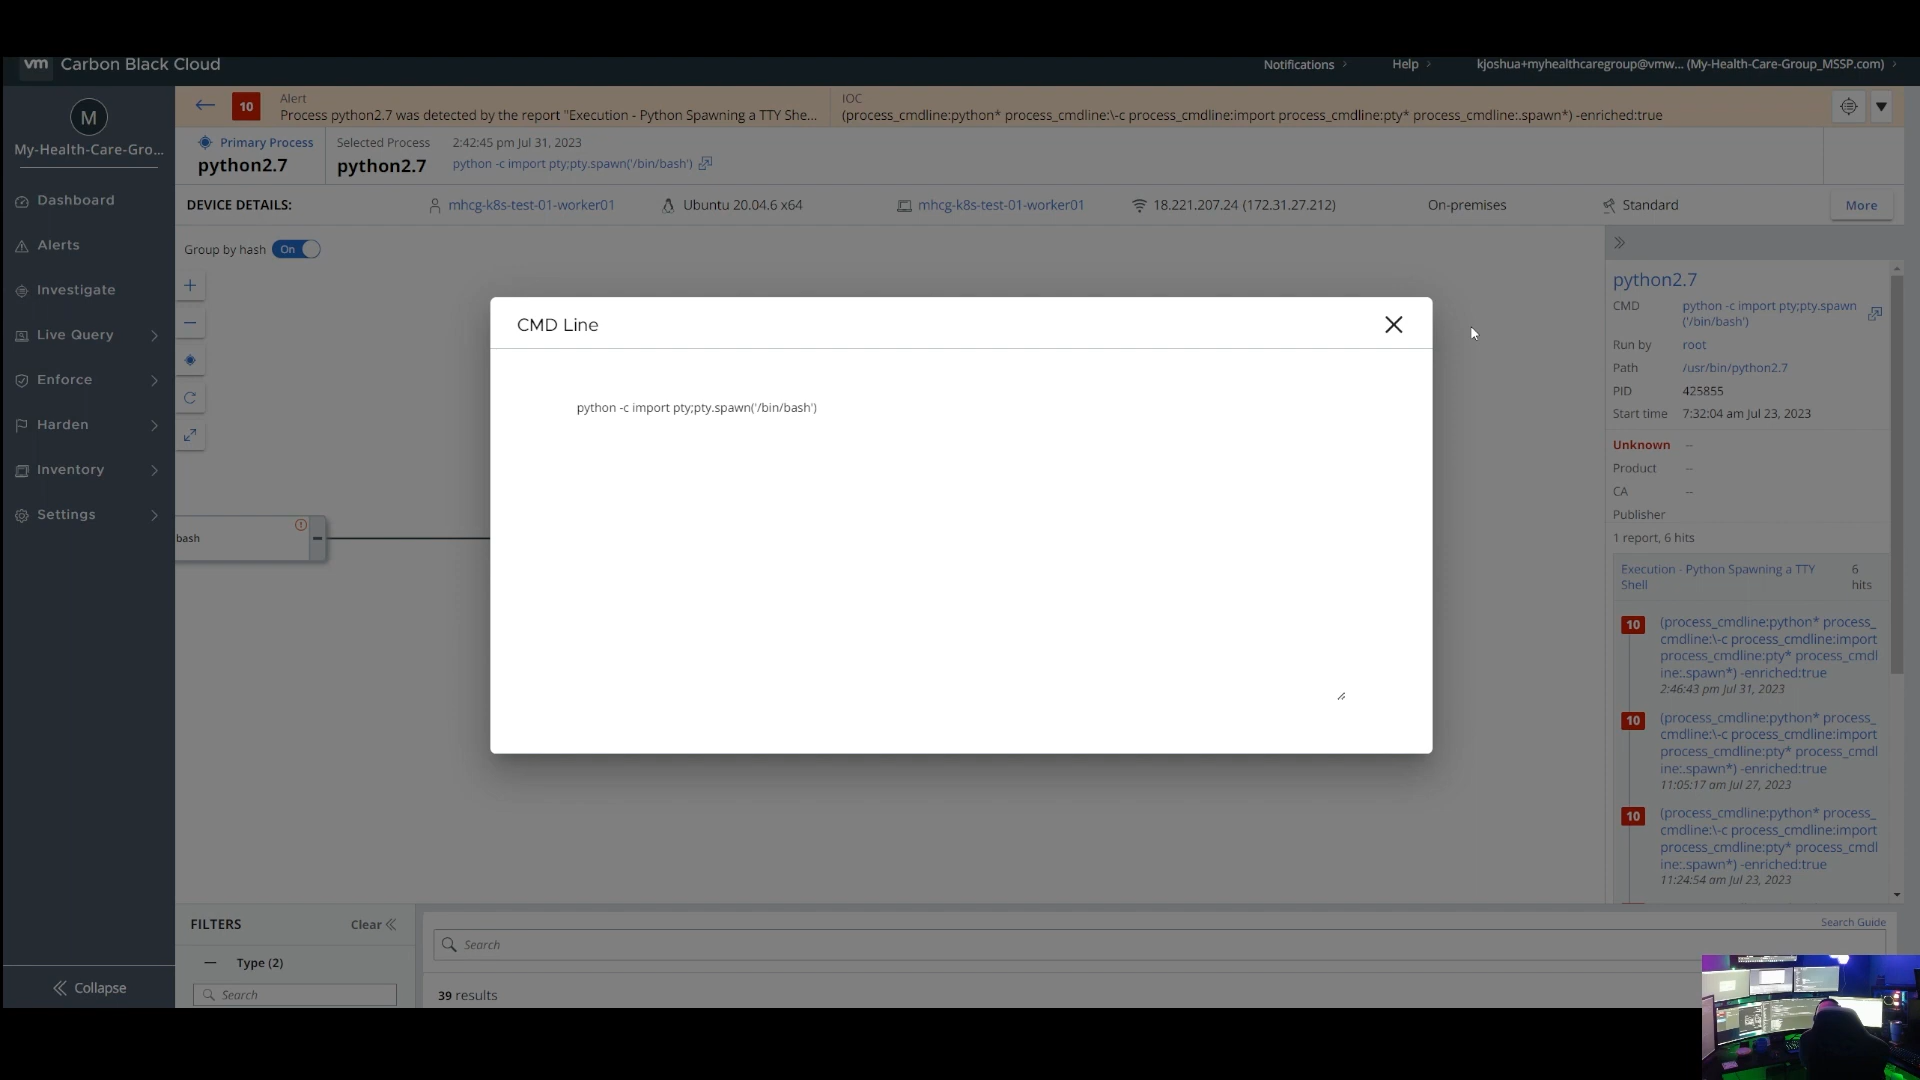 vm Carbon Black Cloud
Notifications
Help
kjoshua+myhealthcaregroup@vmw... (My-Health-Care-Group_MSSP.com)
M
My-Health-Care-Gro...
Dashboard
Alerts
Investigate
Live Query
Enforce
Harden
Inventory
Settings
Collapse
10
Alert
Process python2.7 was detected by the report "Execution - Python Spawning a TTY She...
IOC
(process_cmdline:python* process_cmdline:\-c process_cmdline:import process_cmdline:pty* process_cmdline:.spawn*) -enriched:true
Primary Process
python2.7
Selected Process
python2.7
2:42:45 pm Jul 31, 2023
python -c import pty;pty.spawn('/bin/bash')
DEVICE DETAILS:
mhcg-k8s-test-01-worker01
Ubuntu 20.04.6 x64
mhcg-k8s-test-01-worker01
18.221.207.24 (172.31.27.212)
On-premises
Standard
More
Group by hash On
bash
CMD Line
python -c import pty;pty.spawn('/bin/bash')
python2.7
CMD python -c import pty;pty.spawn
('/bin/bash')
Run by root
Path /usr/bin/python2.7
PID 425855
Start time 7:32:04 am Jul 23, 2023
Unknown --
Product --
CA --
Publisher
1 report, 6 hits
Execution - Python Spawning a TTY 6
Shell hits
10 (process_cmdline:python* process_
cmdline:\-c process_cmdline:import
process_cmdline:pty* process_cmdl
ine:.spawn*) -enriched:true
2:46:43 pm Jul 31, 2023
10 (process_cmdline:python* process_
cmdline:\-c process_cmdline:import
process_cmdline:pty* process_cmdl
ine:.spawn*) -enriched:true
11:05:17 am Jul 27, 2023
10 (process_cmdline:python* process_
cmdline:\-c process_cmdline:import
process_cmdline:pty* process_cmdl
ine:.spawn*) -enriched:true
11:24:54 am Jul 23, 2023
FILTERS
Clear
Type (2)
Search
Search Guide
Search
39 results